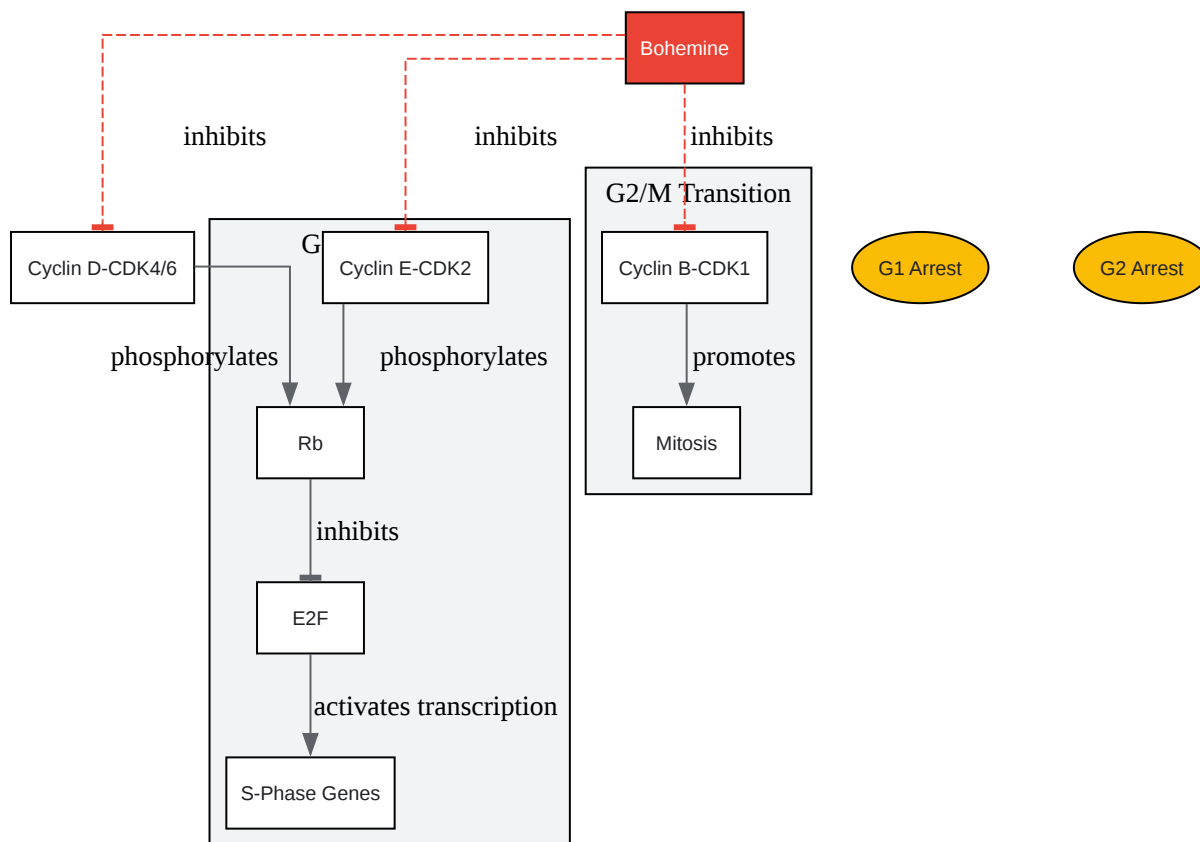 Bohemine
inhibits
inhibits
inhibits
G2/M Transition
G
Cyclin D-CDK4/6
Cyclin E-CDK2
Cyclin B-CDK1
G1 Arrest
G2 Arrest
phosphorylates
phosphorylates
promotes
Rb
Mitosis
inhibits
E2F
activates transcription
S-Phase Genes